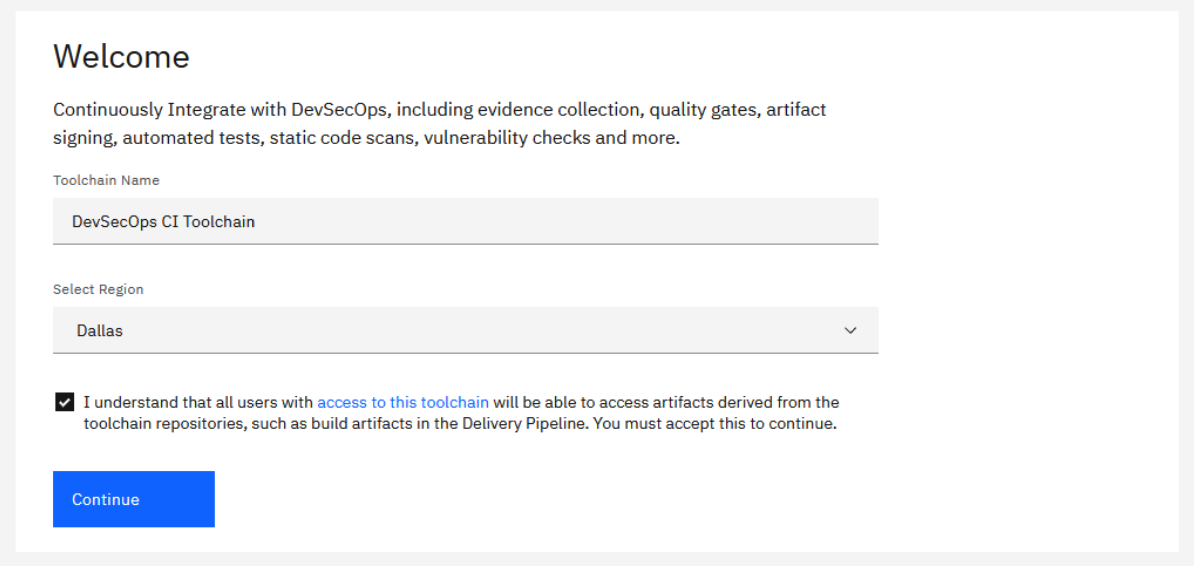 Welcome
Continuously Integrate with DevSecOps, including evidence collection, quality gates, artifact
signing, automated tests, static code scans, vulnerability checks and more.
Toolchain Name
DevSecOps CI Toolchain
Select Region
Dallas
I understand that all users with access to this toolchain will be able to access artifacts derived from the
toolchain repositories, such as build artifacts in the Delivery Pipeline. You must accept this to continue.
Continue